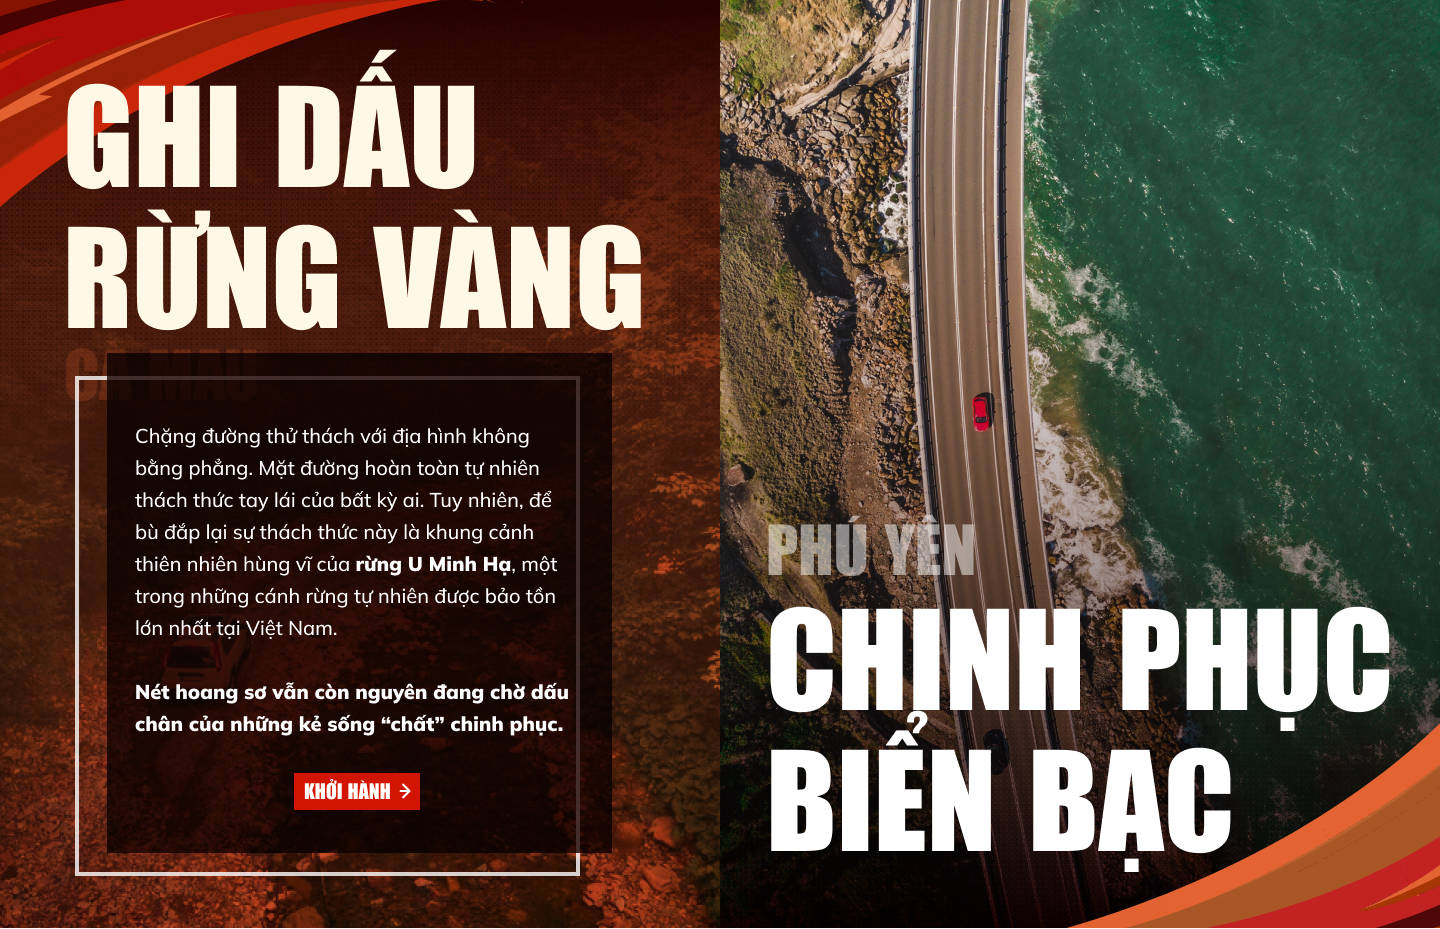 GHI DẤU
RỪNG VÀNG
CÀ MAU
Chặng đường thử thách với địa hình không
bằng phẳng. Mặt đường hoàn toàn tự nhiên
thách thức tay lái của bất kỳ ai. Tuy nhiên, để
bù đắp lại sự thách thức này là khung cảnh
thiên nhiên hùng vĩ của rừng U Minh Hạ, một
trong những cánh rừng tự nhiên được bảo tồn
lớn nhất tại Việt Nam.
Nét hoang sơ vẫn còn nguyên đang chờ dấu
chân của những kẻ sống “chất” chinh phục.
KHỞI HÀNH →
PHÚ YÊN
CHINH PHỤC
BIỂN BẠC